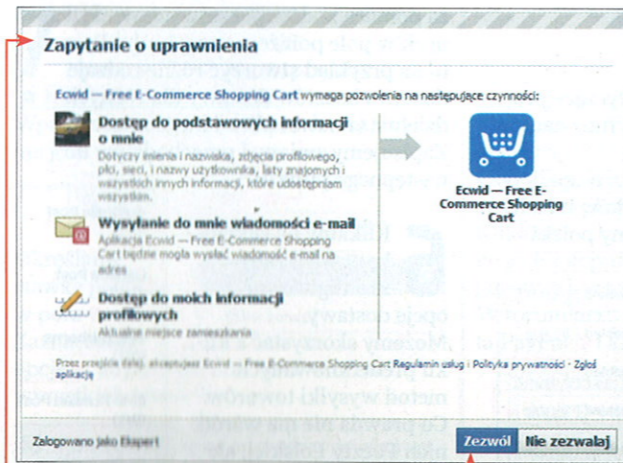 Zapytanie o uprawnienia
Ecwid — Free E-Commerce Shopping Cart wymaga pozwolenia na następujące czynności:
Dostęp do podstawowych informacji
o mnie
Dotyczy imienia i nazwiska, zdjęcia profilowego,
płci, sieci, i nazwy użytkownika, listy znajomych i
wszystkich innych informacji, które udostępniam
wszystkim.
Wysyłanie do mnie wiadomości e-mail
Aplikacja Ecwid — Free E-Commerce Shopping
Cart będzie mogła wysłać wiadomość e-mail na
adres
Dostęp do moich informacji
profilowych
Aktualne miejsce zamieszkania
Ecwid — Free E-
Commerce Shopping
Cart
Przez przejście dalej, akceptujesz Ecwid — Free E-Commerce Shopping Cart Regulamin usług i Polityka prywatności · Zgłoś
aplikację
Zalogowano jako Ekspert
Zezwól Nie zezwalaj